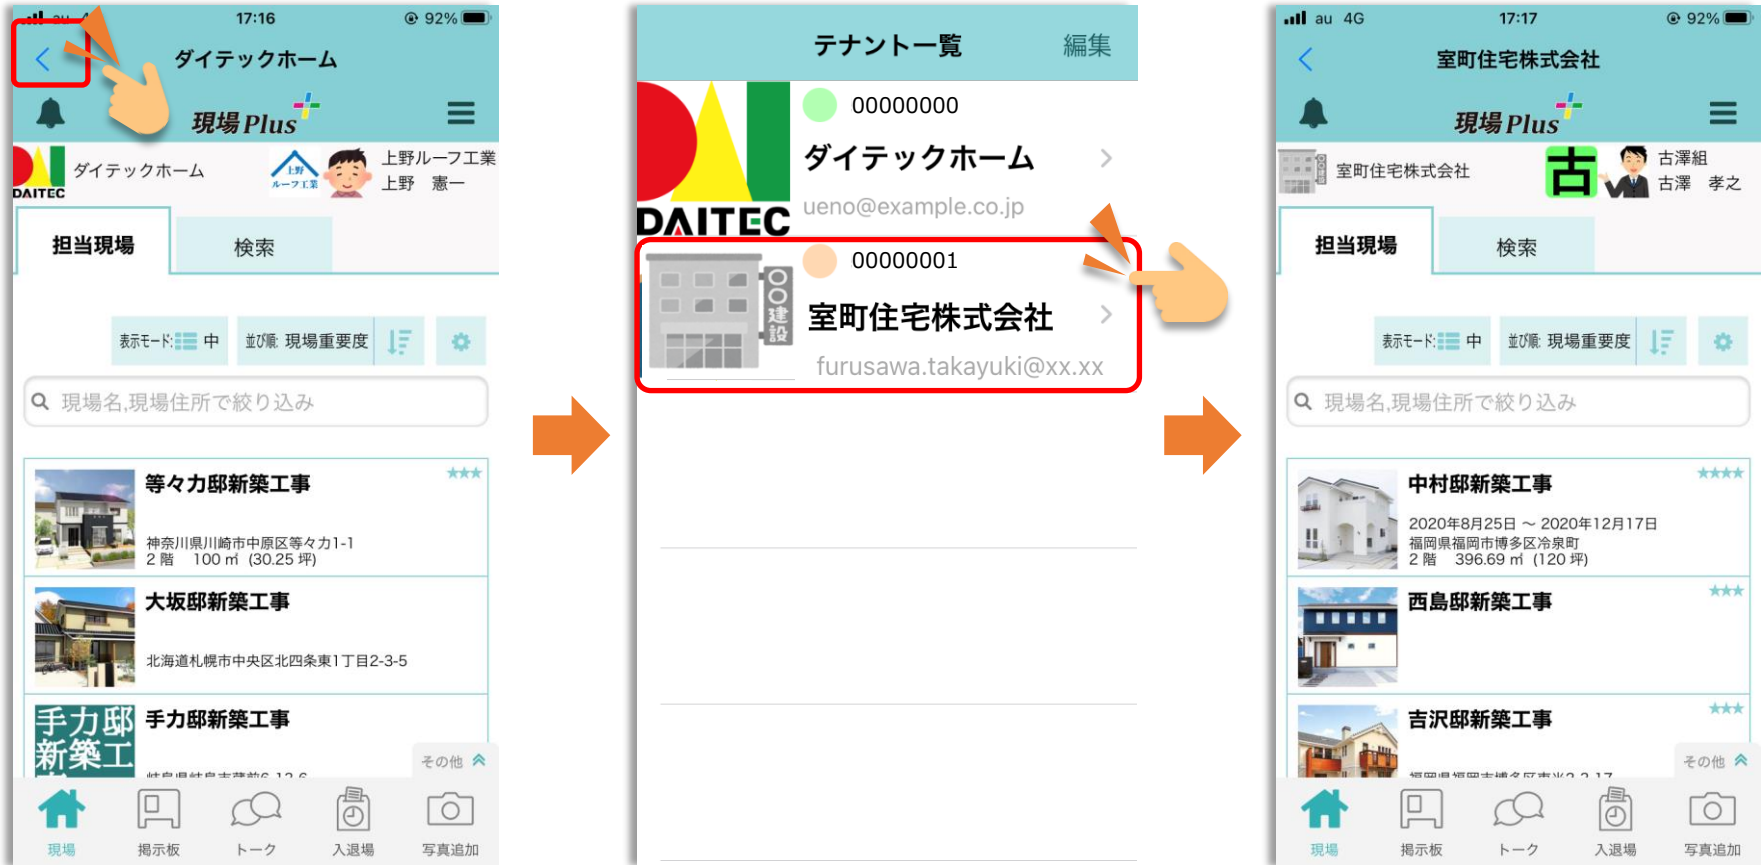 17:16
92%
ダイテックホーム
現場Plus
DAITEC
ダイテックホーム
上野
ルーフ工業
上野ルーフ工業
上野 憲一
担当現場
検索
表示モード: 中
並び順: 現場重要度
現場名,現場住所で絞り込み
等々力邸新築工事
★★★
神奈川県川崎市中原区等々力1-1
2 階 100 ㎡ (30.25 坪)
大坂邸新築工事
北海道札幌市中央区北四条東1丁目2-3-5
手力邸
新築工
手力邸新築工事
その他
現場
掲示板
トーク
入退場
写真追加
テナント一覧
編集
DAITEC
00000000
ダイテックホーム
ueno@example.co.jp
〇〇建設
00000001
室町住宅株式会社
furusawa.takayuki@xx.xx
au 4G
17:17
92%
室町住宅株式会社
現場Plus
室町住宅株式会社
古
古澤組
古澤 孝之
担当現場
検索
表示モード: 中
並び順: 現場重要度
現場名,現場住所で絞り込み
中村邸新築工事
★★★★
2020年8月25日 ～ 2020年12月17日
福岡県福岡市博多区冷泉町
2 階 396.69 ㎡ (120 坪)
西島邸新築工事
★★★
吉沢邸新築工事
★★★
その他
現場
掲示板
トーク
入退場
写真追加